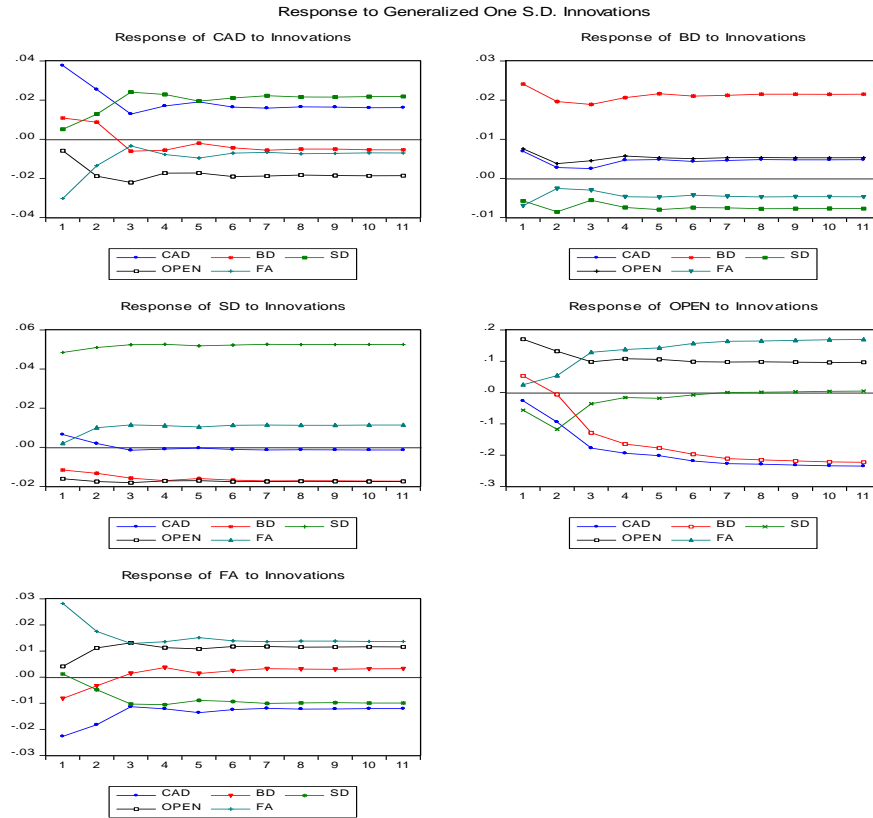 Response to Generalized One S.D. Innovations
Response of CAD to Innovations
.04
.02
.00
-.02
-.04
1 2 3 4 5 6 7 8 9 10 11
CAD BD SD
OPEN FA
Response of BD to Innovations
.03
.02
.01
.00
-.01
1 2 3 4 5 6 7 8 9 10 11
CAD BD SD
OPEN FA
Response of SD to Innovations
.06
.04
.02
.00
-.02
1 2 3 4 5 6 7 8 9 10 11
CAD BD SD
OPEN FA
Response of OPEN to Innovations
.2
.1
.0
-.1
-.2
-.3
1 2 3 4 5 6 7 8 9 10 11
CAD BD SD
OPEN FA
Response of FA to Innovations
.03
.02
.01
.00
-.01
-.02
-.03
1 2 3 4 5 6 7 8 9 10 11
CAD BD SD
OPEN FA